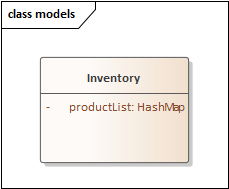 class models
Inventory
- productList: HashMap